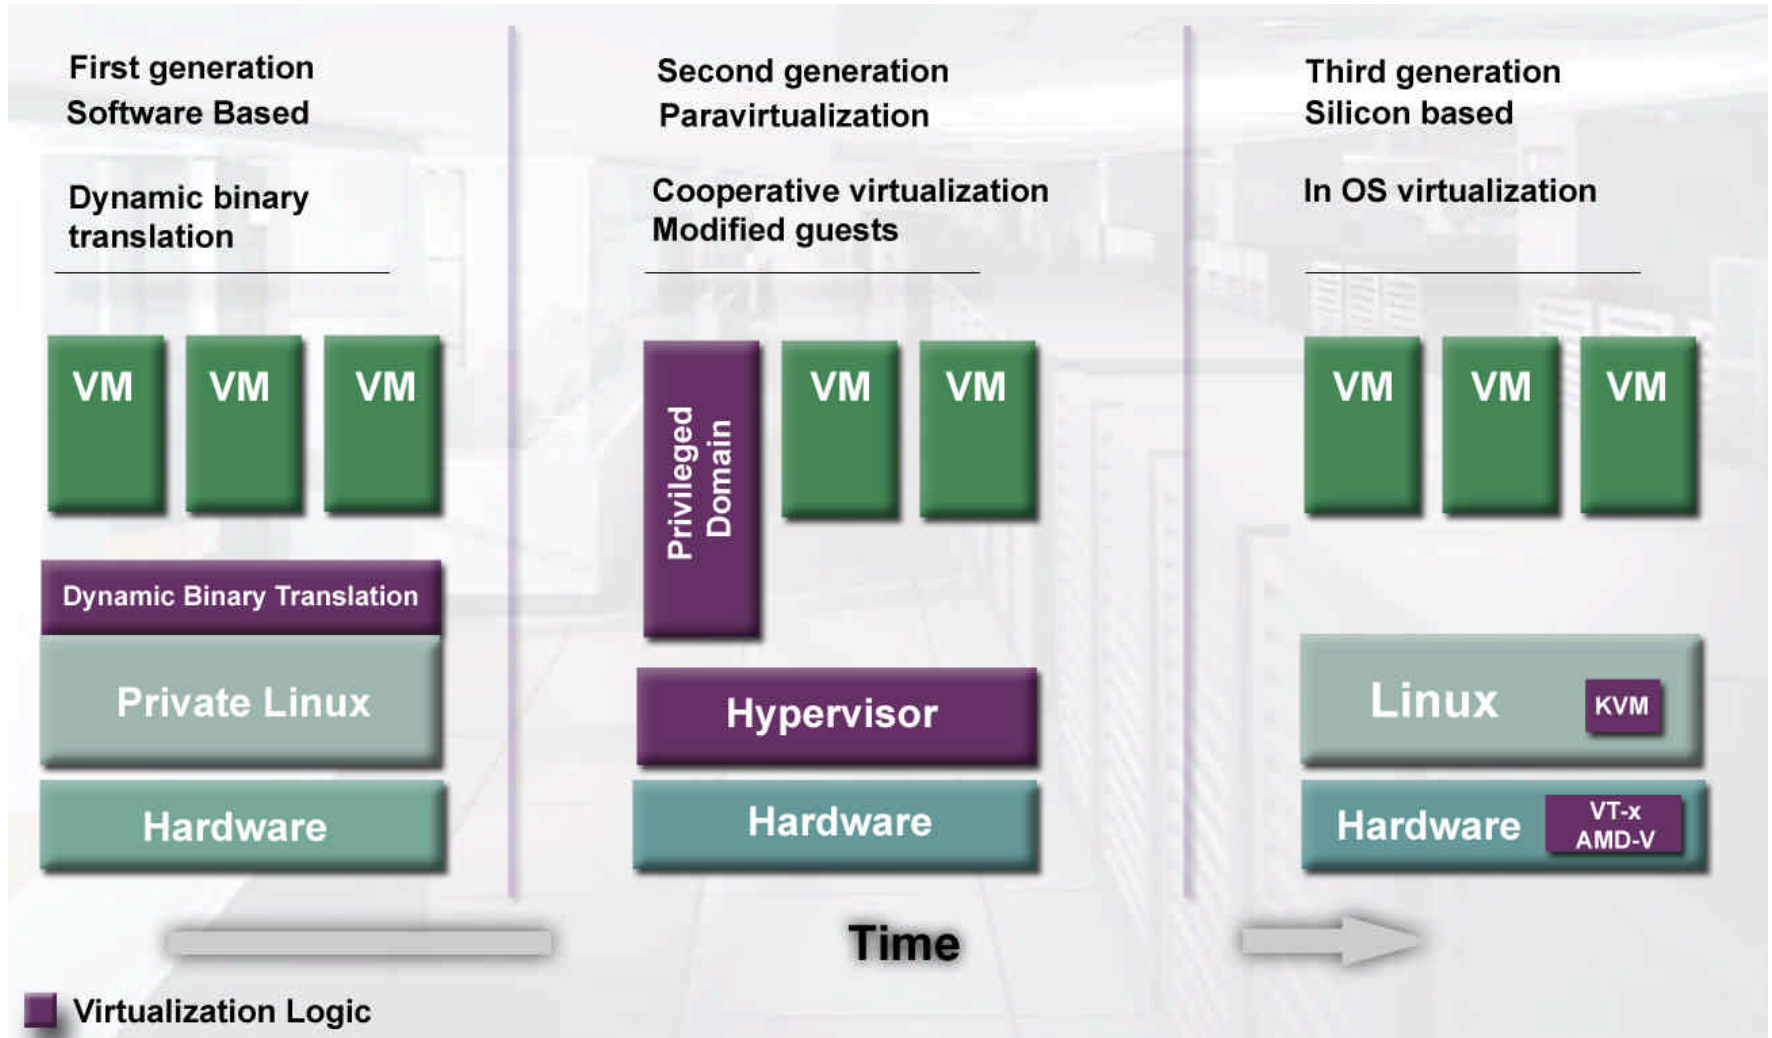 First generation
Software Based
Dynamic binary
translation
VM
VM
VM
Dynamic Binary Translation
Private Linux
Hardware
Second generation
Paravirtualization
Cooperative virtualization
Modified guests
Privileged
Domain
VM
VM
Hypervisor
Hardware
Third generation
Silicon based
In OS virtualization
VM
VM
VM
Linux
KVM
Hardware
VT-x
AMD-V
Time
Virtualization Logic